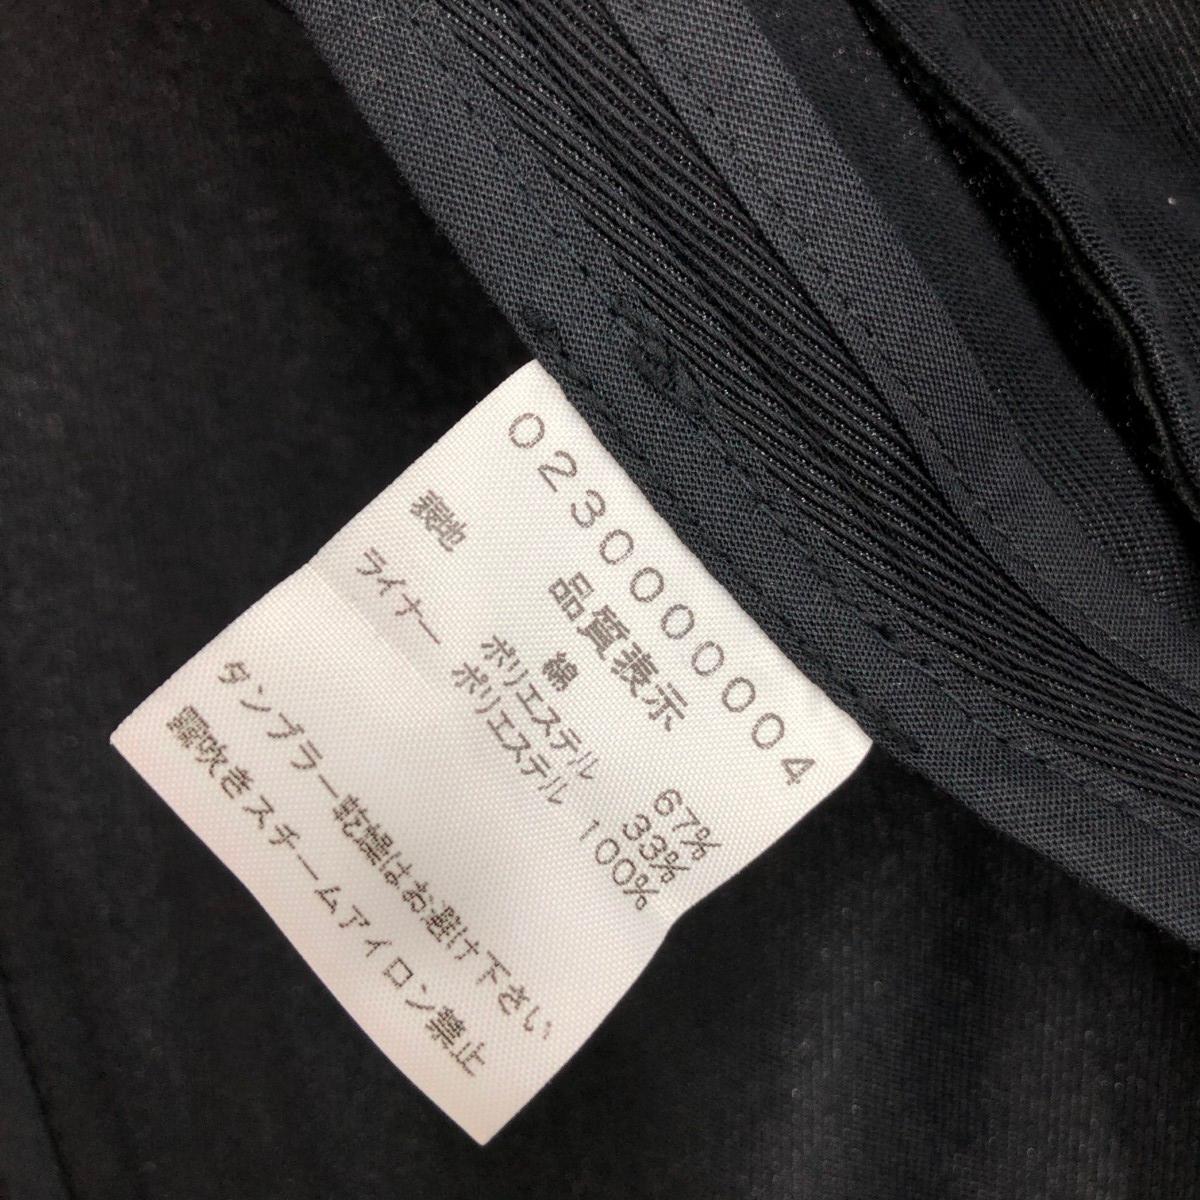 0230000004
品質表示
表地 ポリエステル 67%
綿 33%
ライナー ポリエステル 100%
タンブラー乾燥はお避け下さい
霧吹きスチームアイロン禁止